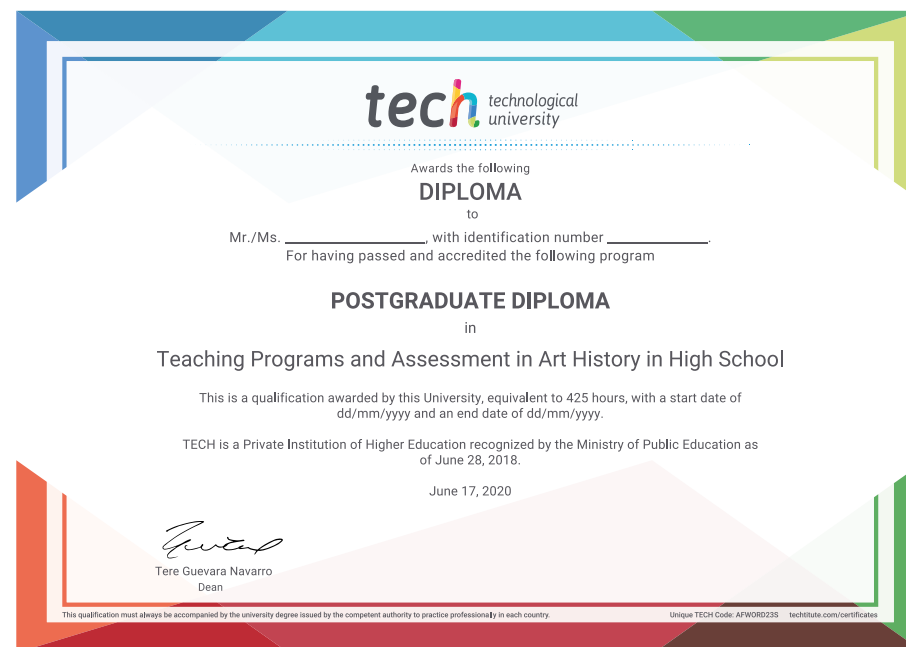 tech technological
university
Awards the following
DIPLOMA
to
Mr./Ms. ____________________, with identification number ______________.
For having passed and accredited the following program
POSTGRADUATE DIPLOMA
in
Teaching Programs and Assessment in Art History in High School
This is a qualification awarded by this University, equivalent to 425 hours, with a start date of
dd/mm/yyyy and an end date of dd/mm/yyyy.
TECH is a Private Institution of Higher Education recognized by the Ministry of Public Education as
of June 28, 2018.
June 17, 2020
Tere Guevara Navarro
Dean
This qualification must always be accompanied by the university degree issued by the competent authority to practice professionally in each country. Unique TECH Code: AFWORD23S techtitute.com/certificates